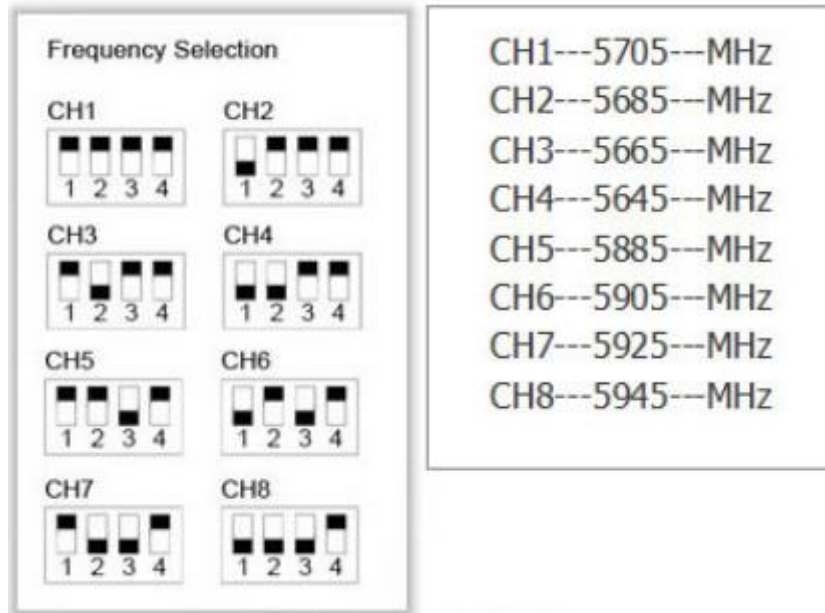 Frequency Selection
CH1 CH2
1 2 3 4 1 2 3 4
CH3 CH4
1 2 3 4 1 2 3 4
CH5 CH6
1 2 3 4 1 2 3 4
CH7 CH8
1 2 3 4 1 2 3 4
CH1---5705---MHz
CH2---5685---MHz
CH3---5665---MHz
CH4---5645---MHz
CH5---5885---MHz
CH6---5905---MHz
CH7---5925---MHz
CH8---5945---MHz